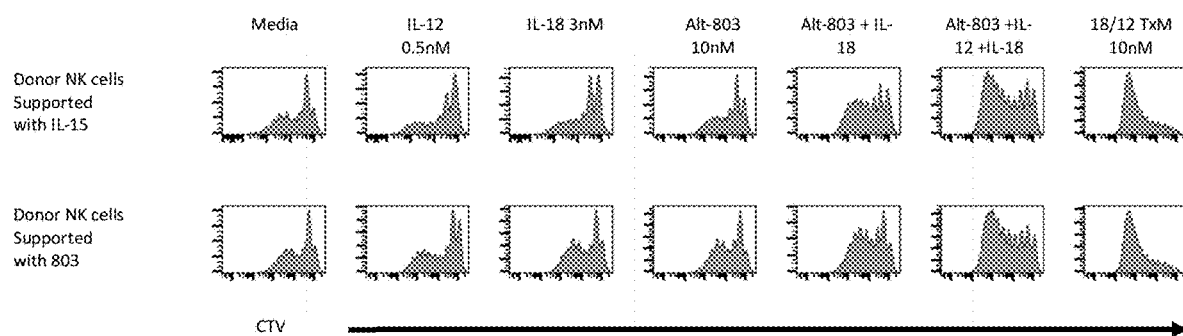 Media
IL-12
0.5nM
IL-18 3nM
Alt-803
10nM
Alt-803 + IL-
18
Alt-803 +IL-
12 +IL-18
18/12 TxM
10nM
Donor NK cells
Supported
with IL-15
Donor NK cells
Supported
with 803
CTV